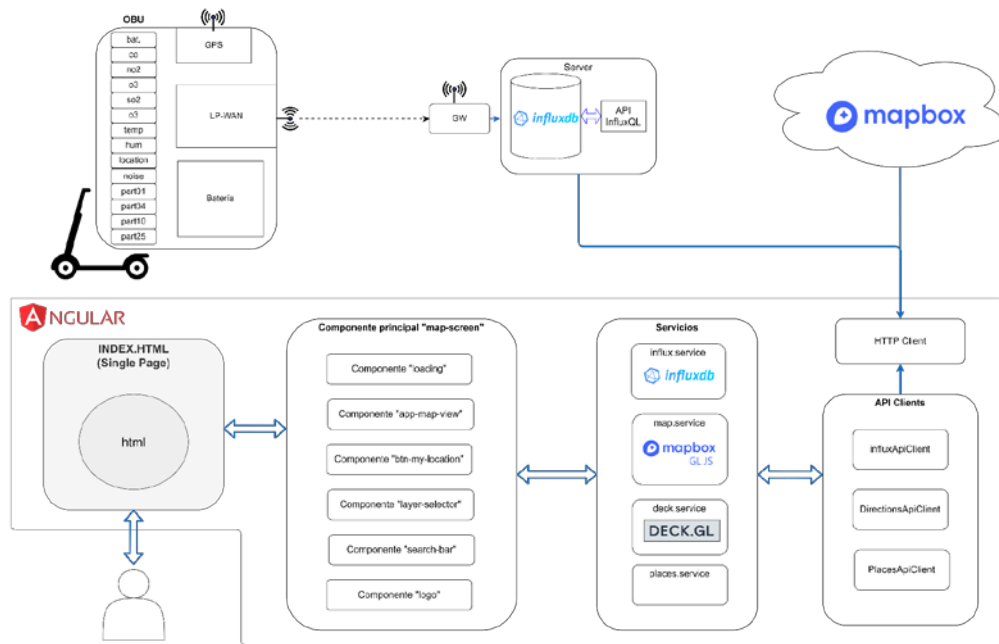 OBU
bat.
co
no2
o3
so2
o3
temp
hum
location
noise
part01
part04
part10
part25
GPS
LP-WAN
Batería
GW
Server
influxdb
API
InfluxQL
mapbox
ANGULAR
INDEX.HTML
(Single Page)
html
Componente principal "map-screen"
Componente "loading"
Componente "app-map-view"
Componente "btn-my-location"
Componente "layer-selector"
Componente "search-bar"
Componente "logo"
Servicios
influx.service
influxdb
map.service
mapbox
GL JS
deck.service
DECK.GL
places.service
HTTP Client
API Clients
influxApiClient
DirectionsApiClient
PlacesApiClient